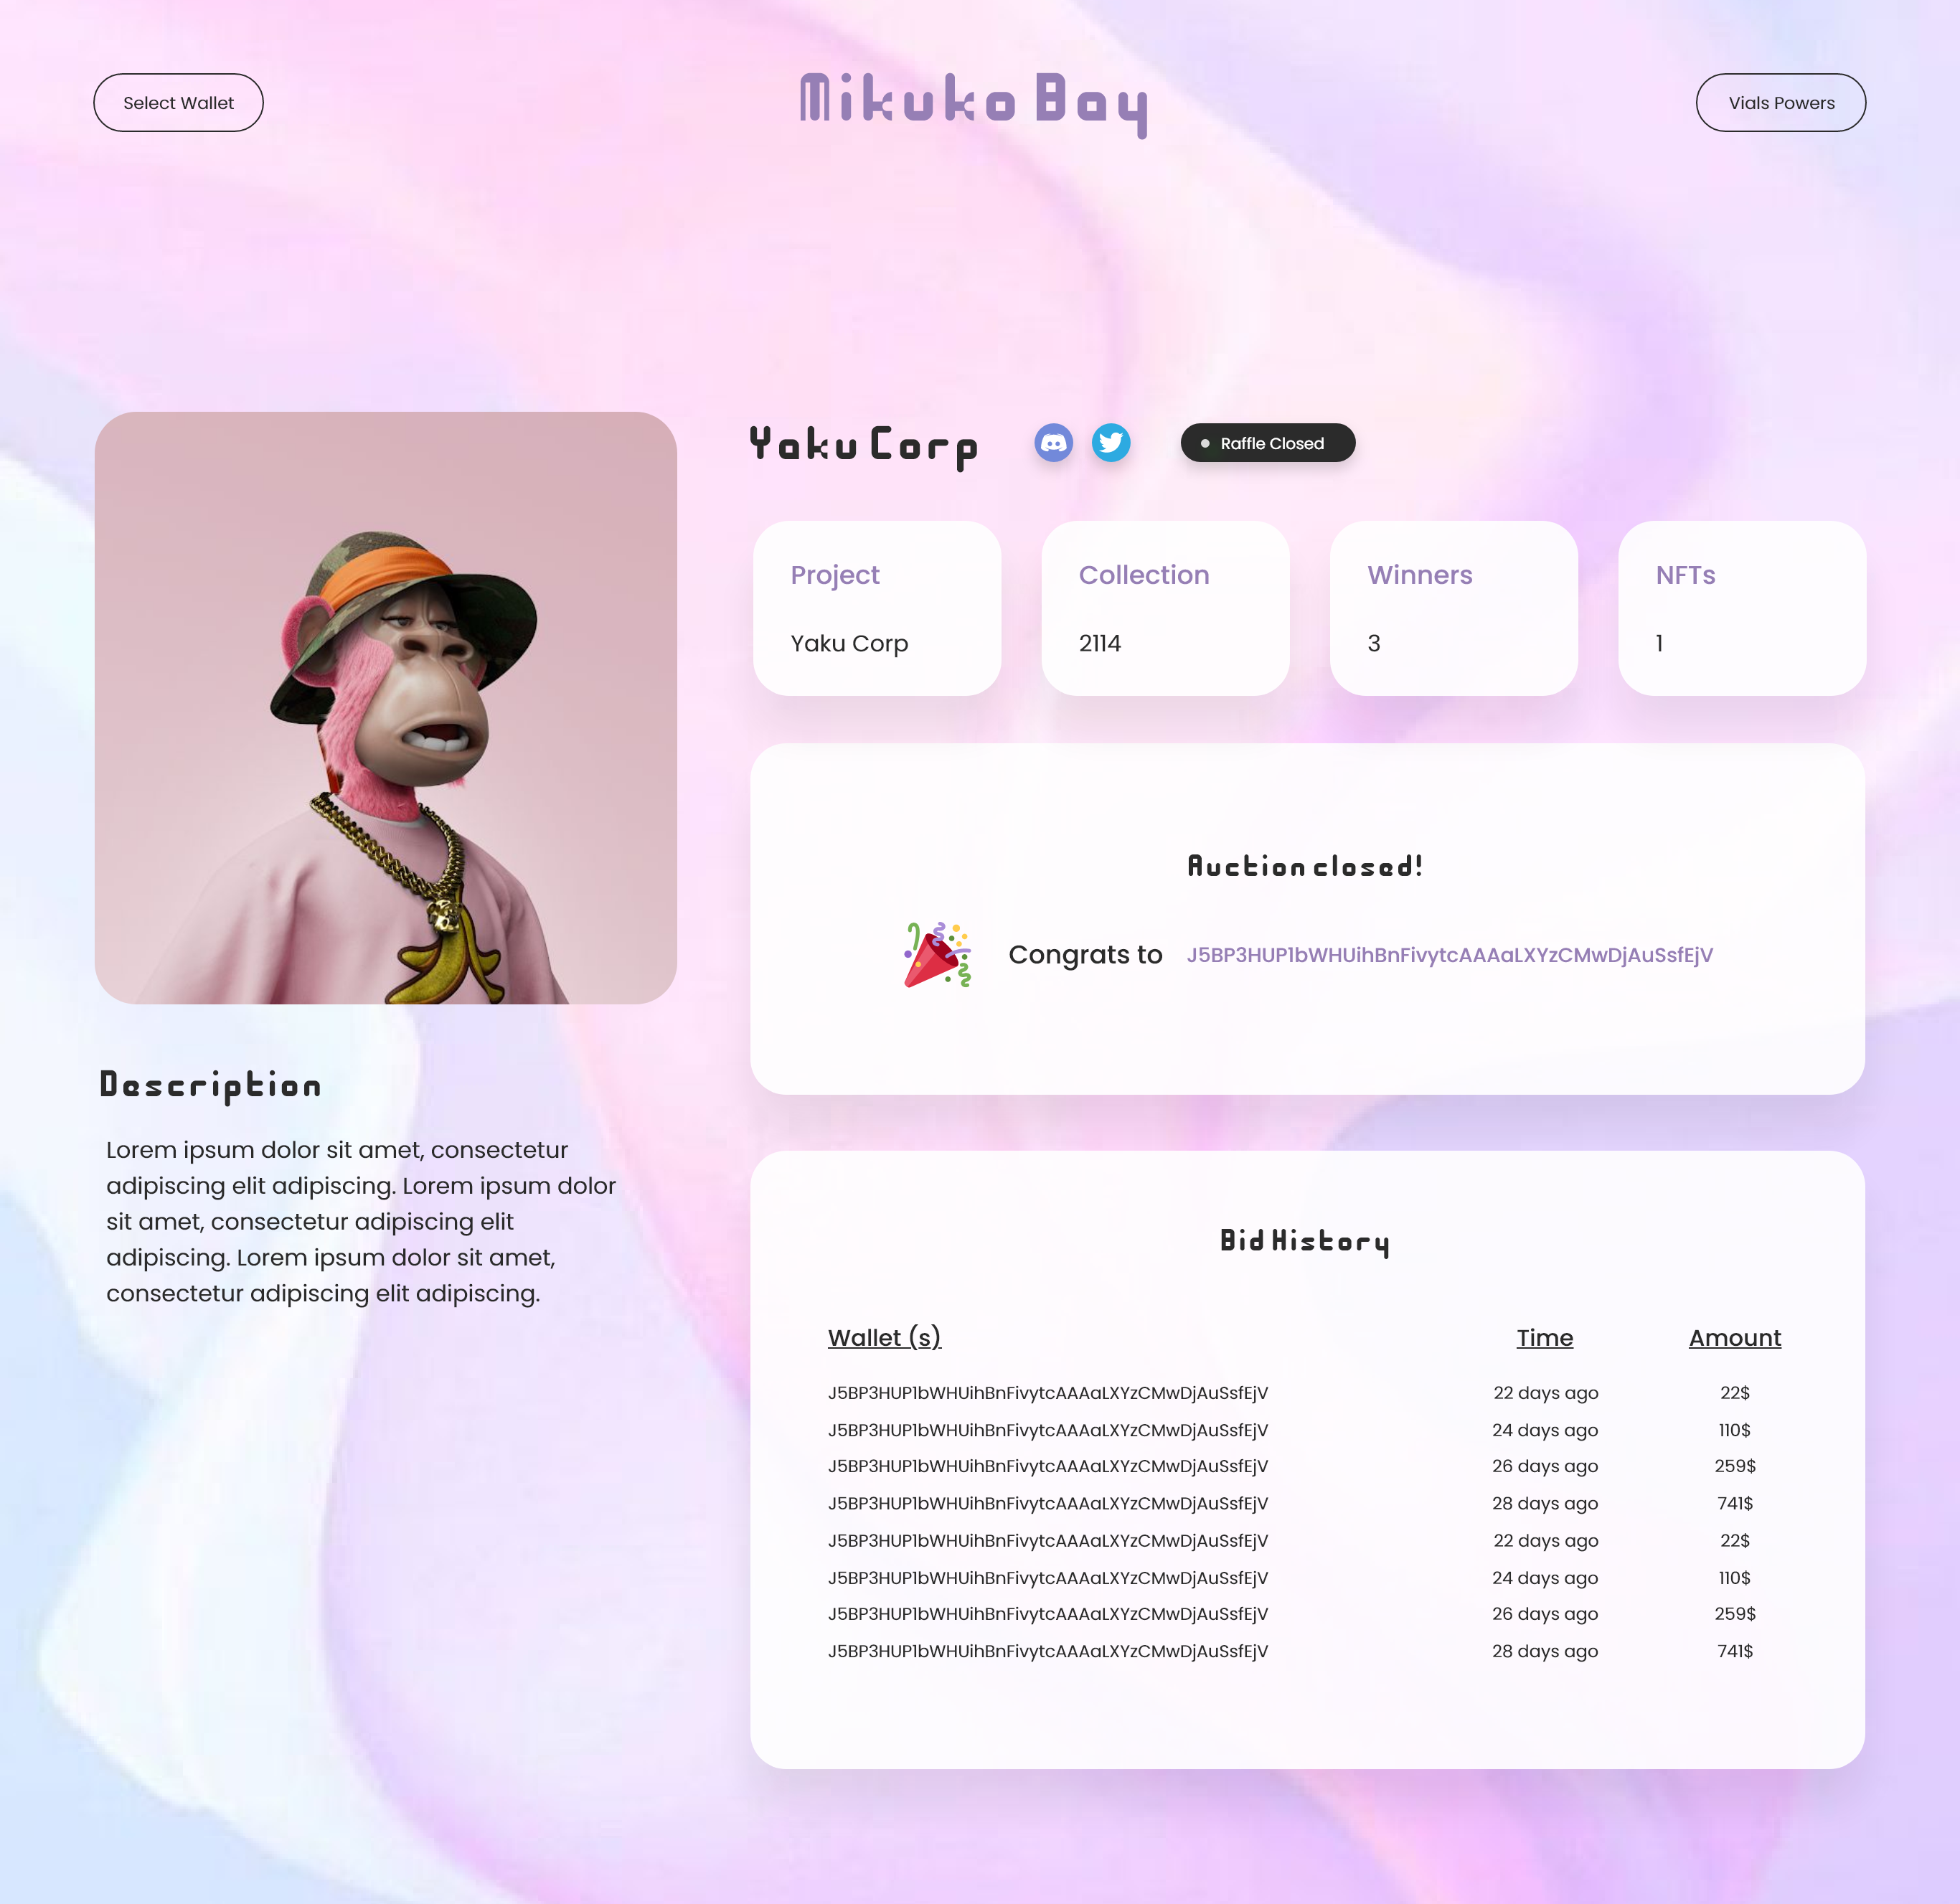 Select Wallet
Mikuko Bay
Vials Powers
Yaku Corp
Raffle Closed
Project
Yaku Corp
Collection
2114
Winners
3
NFTs
1
Auction closed!
Congrats to J5BP3HUP1bWHUihBnFivytcAAAaLXYzCMwDjAuSsfEjV
Description
Lorem ipsum dolor sit amet, consectetur
adipiscing elit adipiscing. Lorem ipsum dolor
sit amet, consectetur adipiscing elit
adipiscing. Lorem ipsum dolor sit amet,
consectetur adipiscing elit adipiscing.
Bid History
Wallet (s) Time Amount
J5BP3HUP1bWHUihBnFivytcAAAaLXYzCMwDjAuSsfEjV 22 days ago 22$
J5BP3HUP1bWHUihBnFivytcAAAaLXYzCMwDjAuSsfEjV 24 days ago 110$
J5BP3HUP1bWHUihBnFivytcAAAaLXYzCMwDjAuSsfEjV 26 days ago 259$
J5BP3HUP1bWHUihBnFivytcAAAaLXYzCMwDjAuSsfEjV 28 days ago 741$
J5BP3HUP1bWHUihBnFivytcAAAaLXYzCMwDjAuSsfEjV 22 days ago 22$
J5BP3HUP1bWHUihBnFivytcAAAaLXYzCMwDjAuSsfEjV 24 days ago 110$
J5BP3HUP1bWHUihBnFivytcAAAaLXYzCMwDjAuSsfEjV 26 days ago 259$
J5BP3HUP1bWHUihBnFivytcAAAaLXYzCMwDjAuSsfEjV 28 days ago 741$